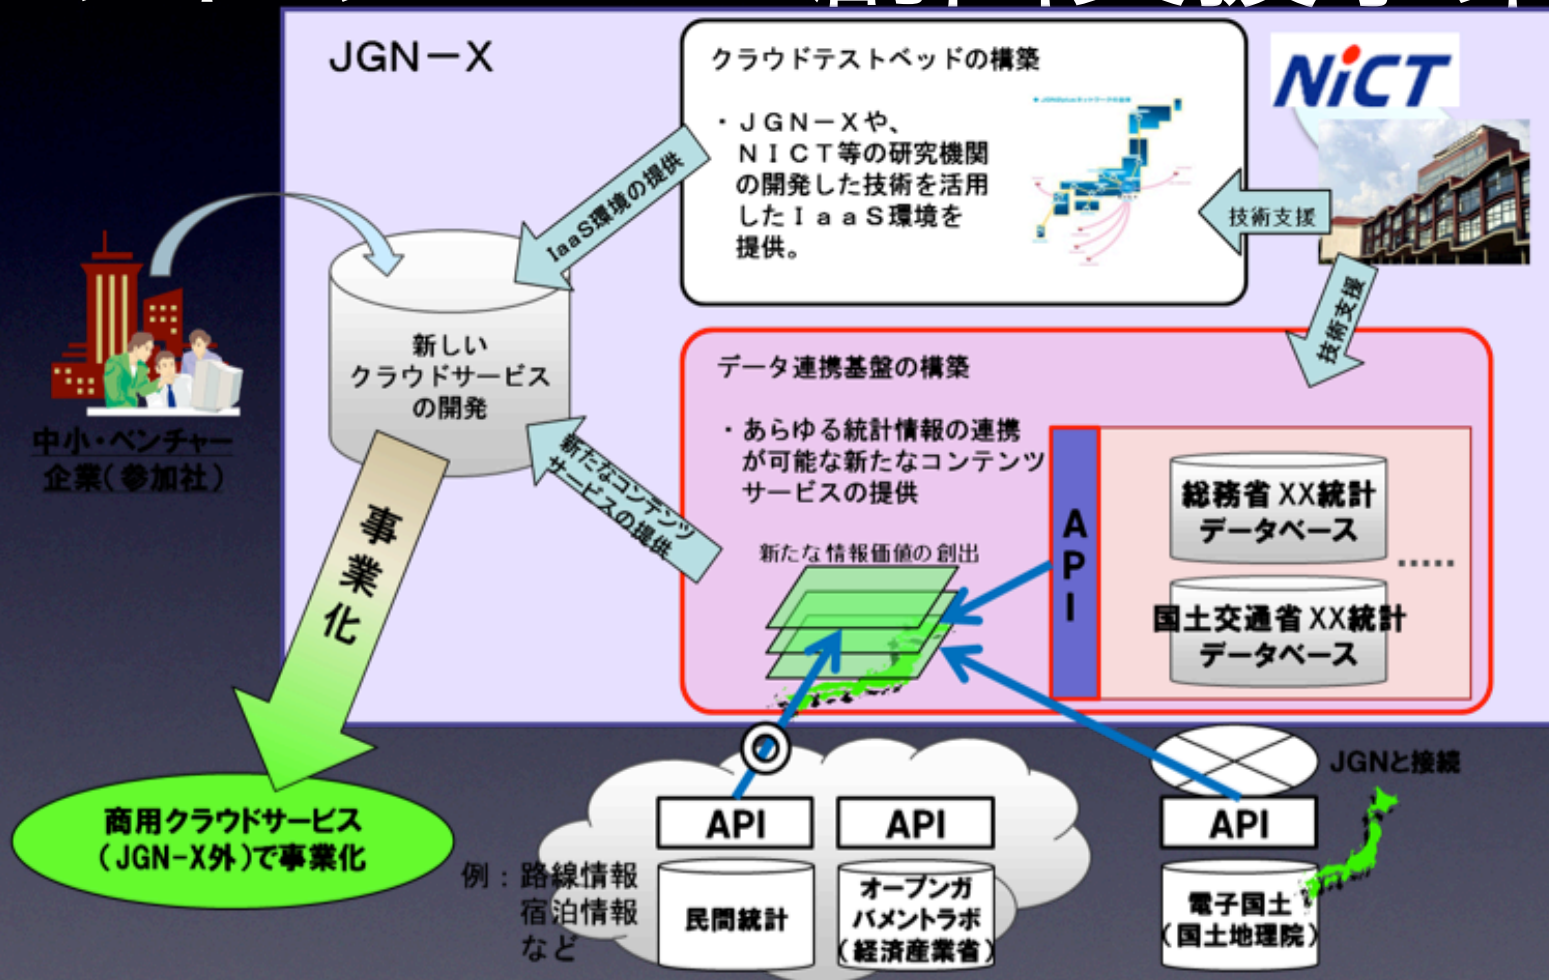 JGN－X
クラウドテストベッドの構築
・ＪＧＮ－Ｘや、
ＮＩＣＴ等の研究機関
の開発した技術を活用
したＩａａＳ環境を
提供。
NiCT
技術支援
技術支援
IaaS環境の提供
新しい
クラウドサービス
の開発
中小・ベンチャー
企業（参加社）
データ連携基盤の構築
・あらゆる統計情報の連携
が可能な新たなコンテンツ
サービスの提供
新たなコンテンツ
サービスの提供
新たな情報価値の創出
API
総務省XX統計
データベース
.....
国土交通省XX統計
データベース
事業化
商用クラウドサービス
（JGN-X外）で事業化
JGNと接続
API
API
API
例：路線情報
宿泊情報
など
民間統計
オープンガ
バメントラボ
（経済産業省）
電子国土
（国土地理院）